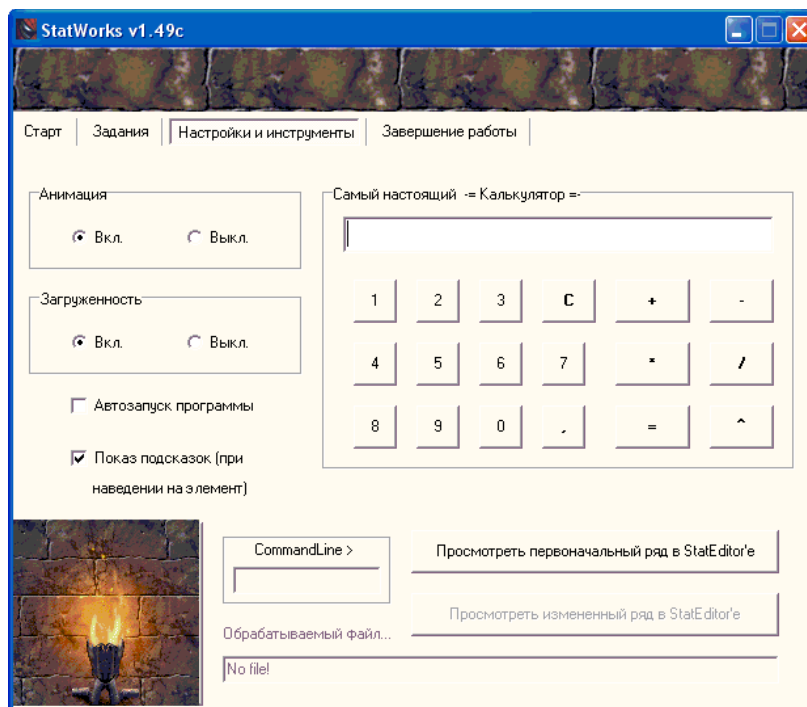 StatWorks v1.49c
Старт Задания Настройки и инструменты Завершение работы
Анимация
Вкл. Выкл.
Загруженность
Вкл. Выкл.
Автозапуск программы
Показ подсказок (при
наведении на элемент)
Самый настоящий -= Калькулятор =-
1 2 3 C + -
4 5 6 7 * /
8 9 0 , = ^
CommandLine >
Просмотреть первоначальный ряд в StatEditor'е
Просмотреть измененный ряд в StatEditor'е
Обрабатываемый файл...
No file!